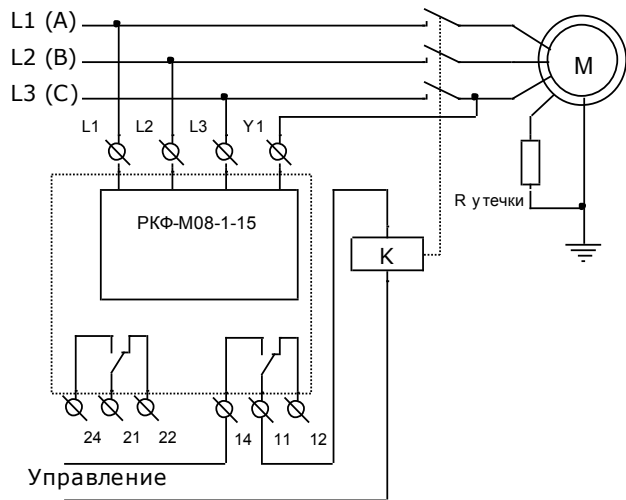 L1 (A)
L2 (B)
L3 (C)
M
L1 L2 L3 Y1
R утечки
РКФ-М08-1-15
K
24 21 22 14 11 12
Управление